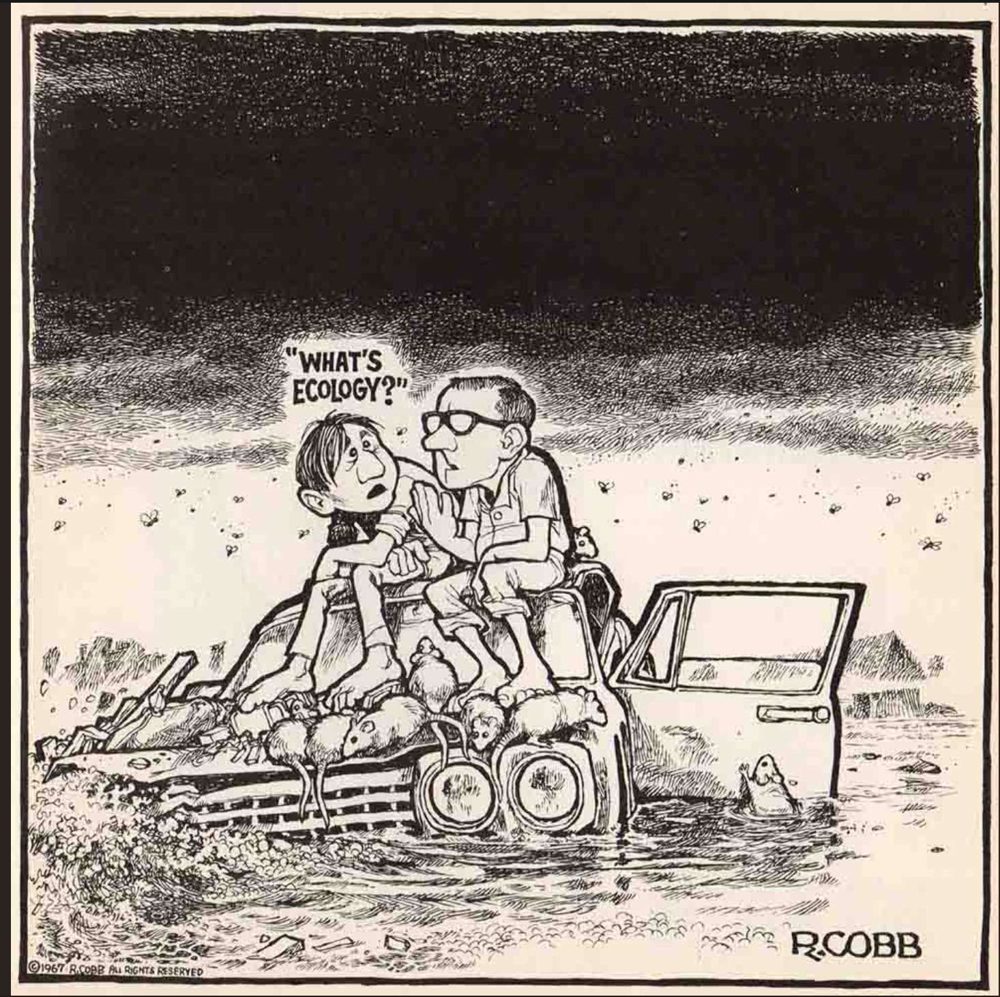 "WHAT'S
ECOLOGY?"
R.COBB
©1967 R.COBB ALL RIGHTS RESERVED